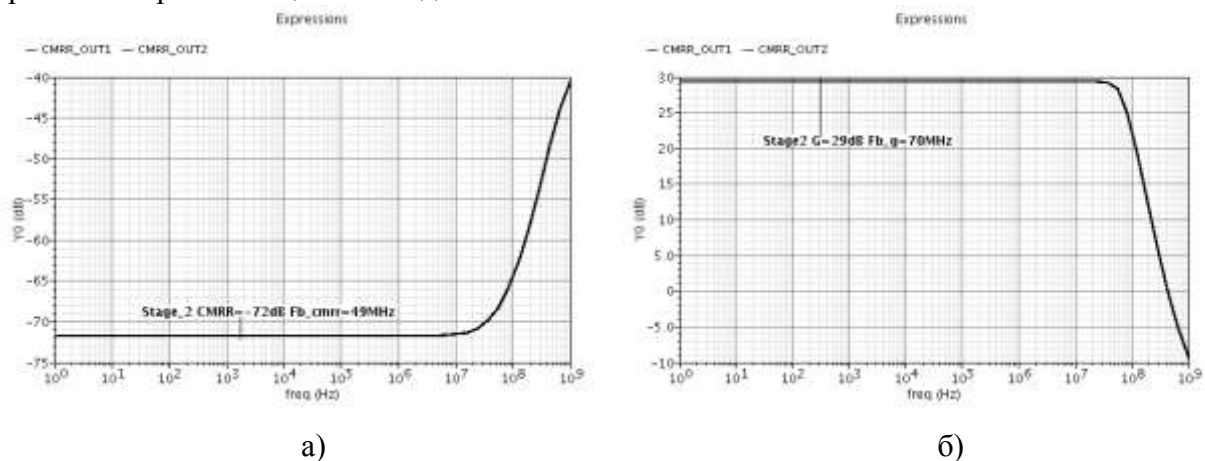 Expressions
— CMRR_OUT1 — CMRR_OUT2
-40
-45
-50
-55
-60
-65
-70
-75
Y0 (dB)
Stage_2 CMRR=-72dB Fb_cmrr=49MHz
10⁰ 10¹ 10² 10³ 10⁴ 10⁵ 10⁶ 10⁷ 10⁸ 10⁹
freq (Hz)
а)
Expressions
— CMRR_OUT1 — CMRR_OUT2
30
25
20
15
10
5.0
0
-5.0
-10
Y0 (dB)
Stage2 G=29dB Fb_g=70MHz
10⁰ 10¹ 10² 10³ 10⁴ 10⁵ 10⁶ 10⁷ 10⁸ 10⁹
freq (Hz)
б)